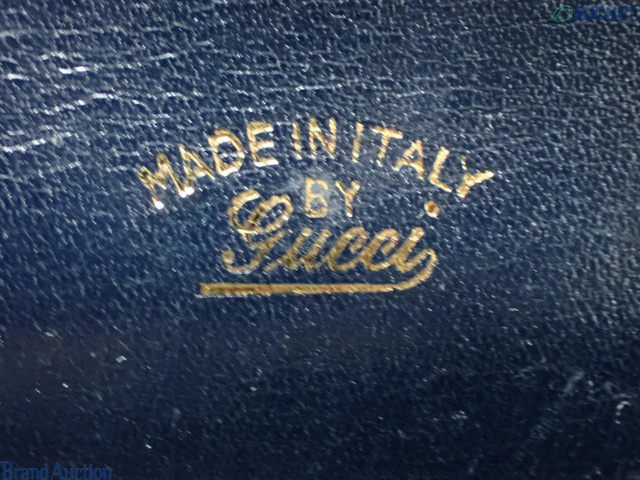 MADE IN ITALY
BY
Gucci
Brand Auction